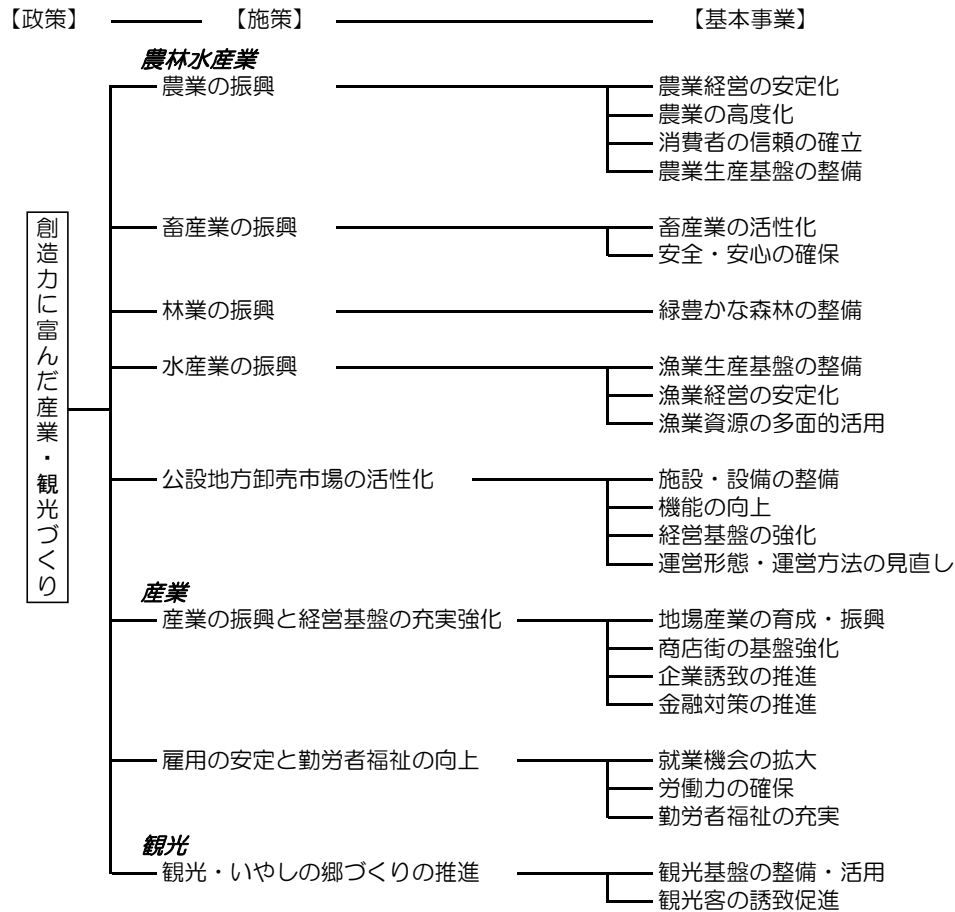 【政策】 【施策】 【基本事業】
農林水産業
農業の振興 農業経営の安定化
農業の高度化
消費者の信頼の確立
農業生産基盤の整備
創造力に富んだ産業・観光づくり
畜産業の振興 畜産業の活性化
安全・安心の確保
林業の振興 緑豊かな森林の整備
水産業の振興 漁業生産基盤の整備
漁業経営の安定化
漁業資源の多面的活用
公設地方卸売市場の活性化 施設・設備の整備
機能の向上
経営基盤の強化
運営形態・運営方法の見直し
産業
産業の振興と経営基盤の充実強化 地場産業の育成・振興
商店街の基盤強化
企業誘致の推進
金融対策の推進
雇用の安定と勤労者福祉の向上 就業機会の拡大
労働力の確保
勤労者福祉の充実
観光
観光・いやしの郷づくりの推進 観光基盤の整備・活用
観光客の誘致促進